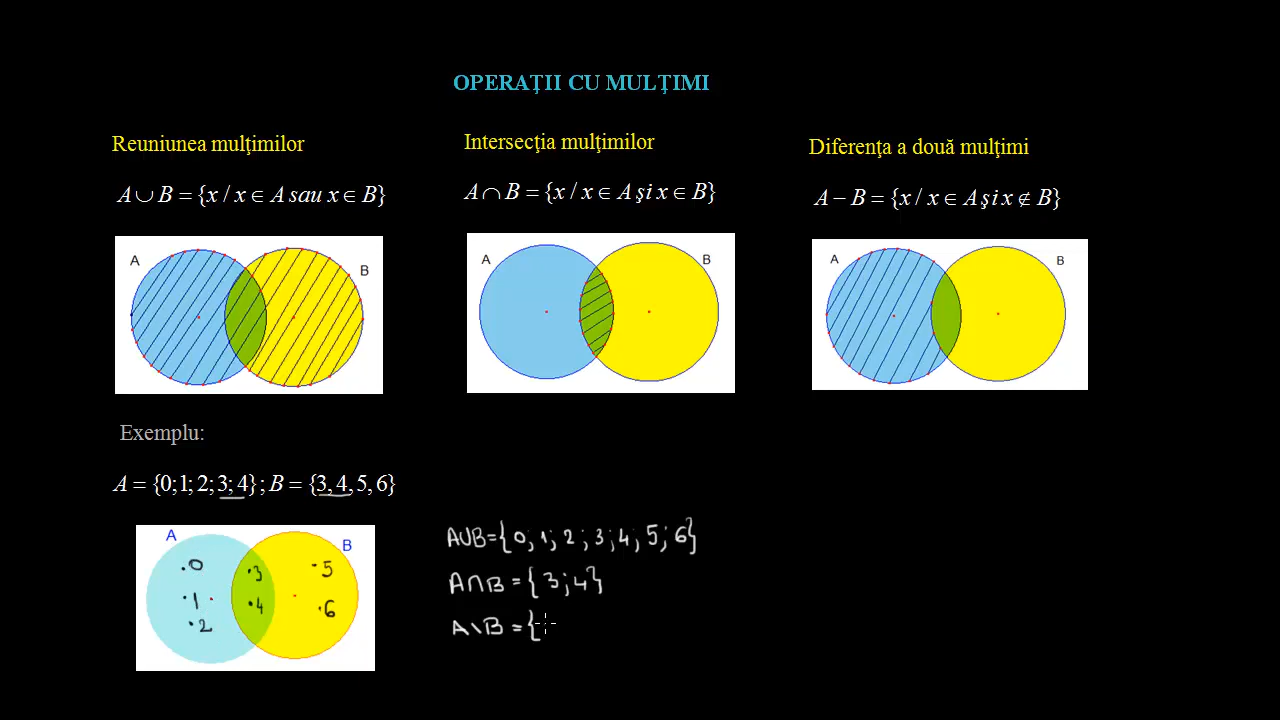 OPERAŢII CU MULŢIMI
Reuniunea mulţimilor
A ∪ B = {x / x ∈ A sau x ∈ B}
A
B
Intersecţia mulţimilor
A ∩ B = {x / x ∈ A şi x ∈ B}
A
B
Diferenţa a două mulţimi
A − B = {x / x ∈ A şi x ∉ B}
A
B
Exemplu:
A = {0;1;2;3;4}; B = {3,4,5,6}
A
B
0
3
5
1
4
6
2
A∪B={0;1;2;3;4;5;6}
A∩B={3;4}
A\B={